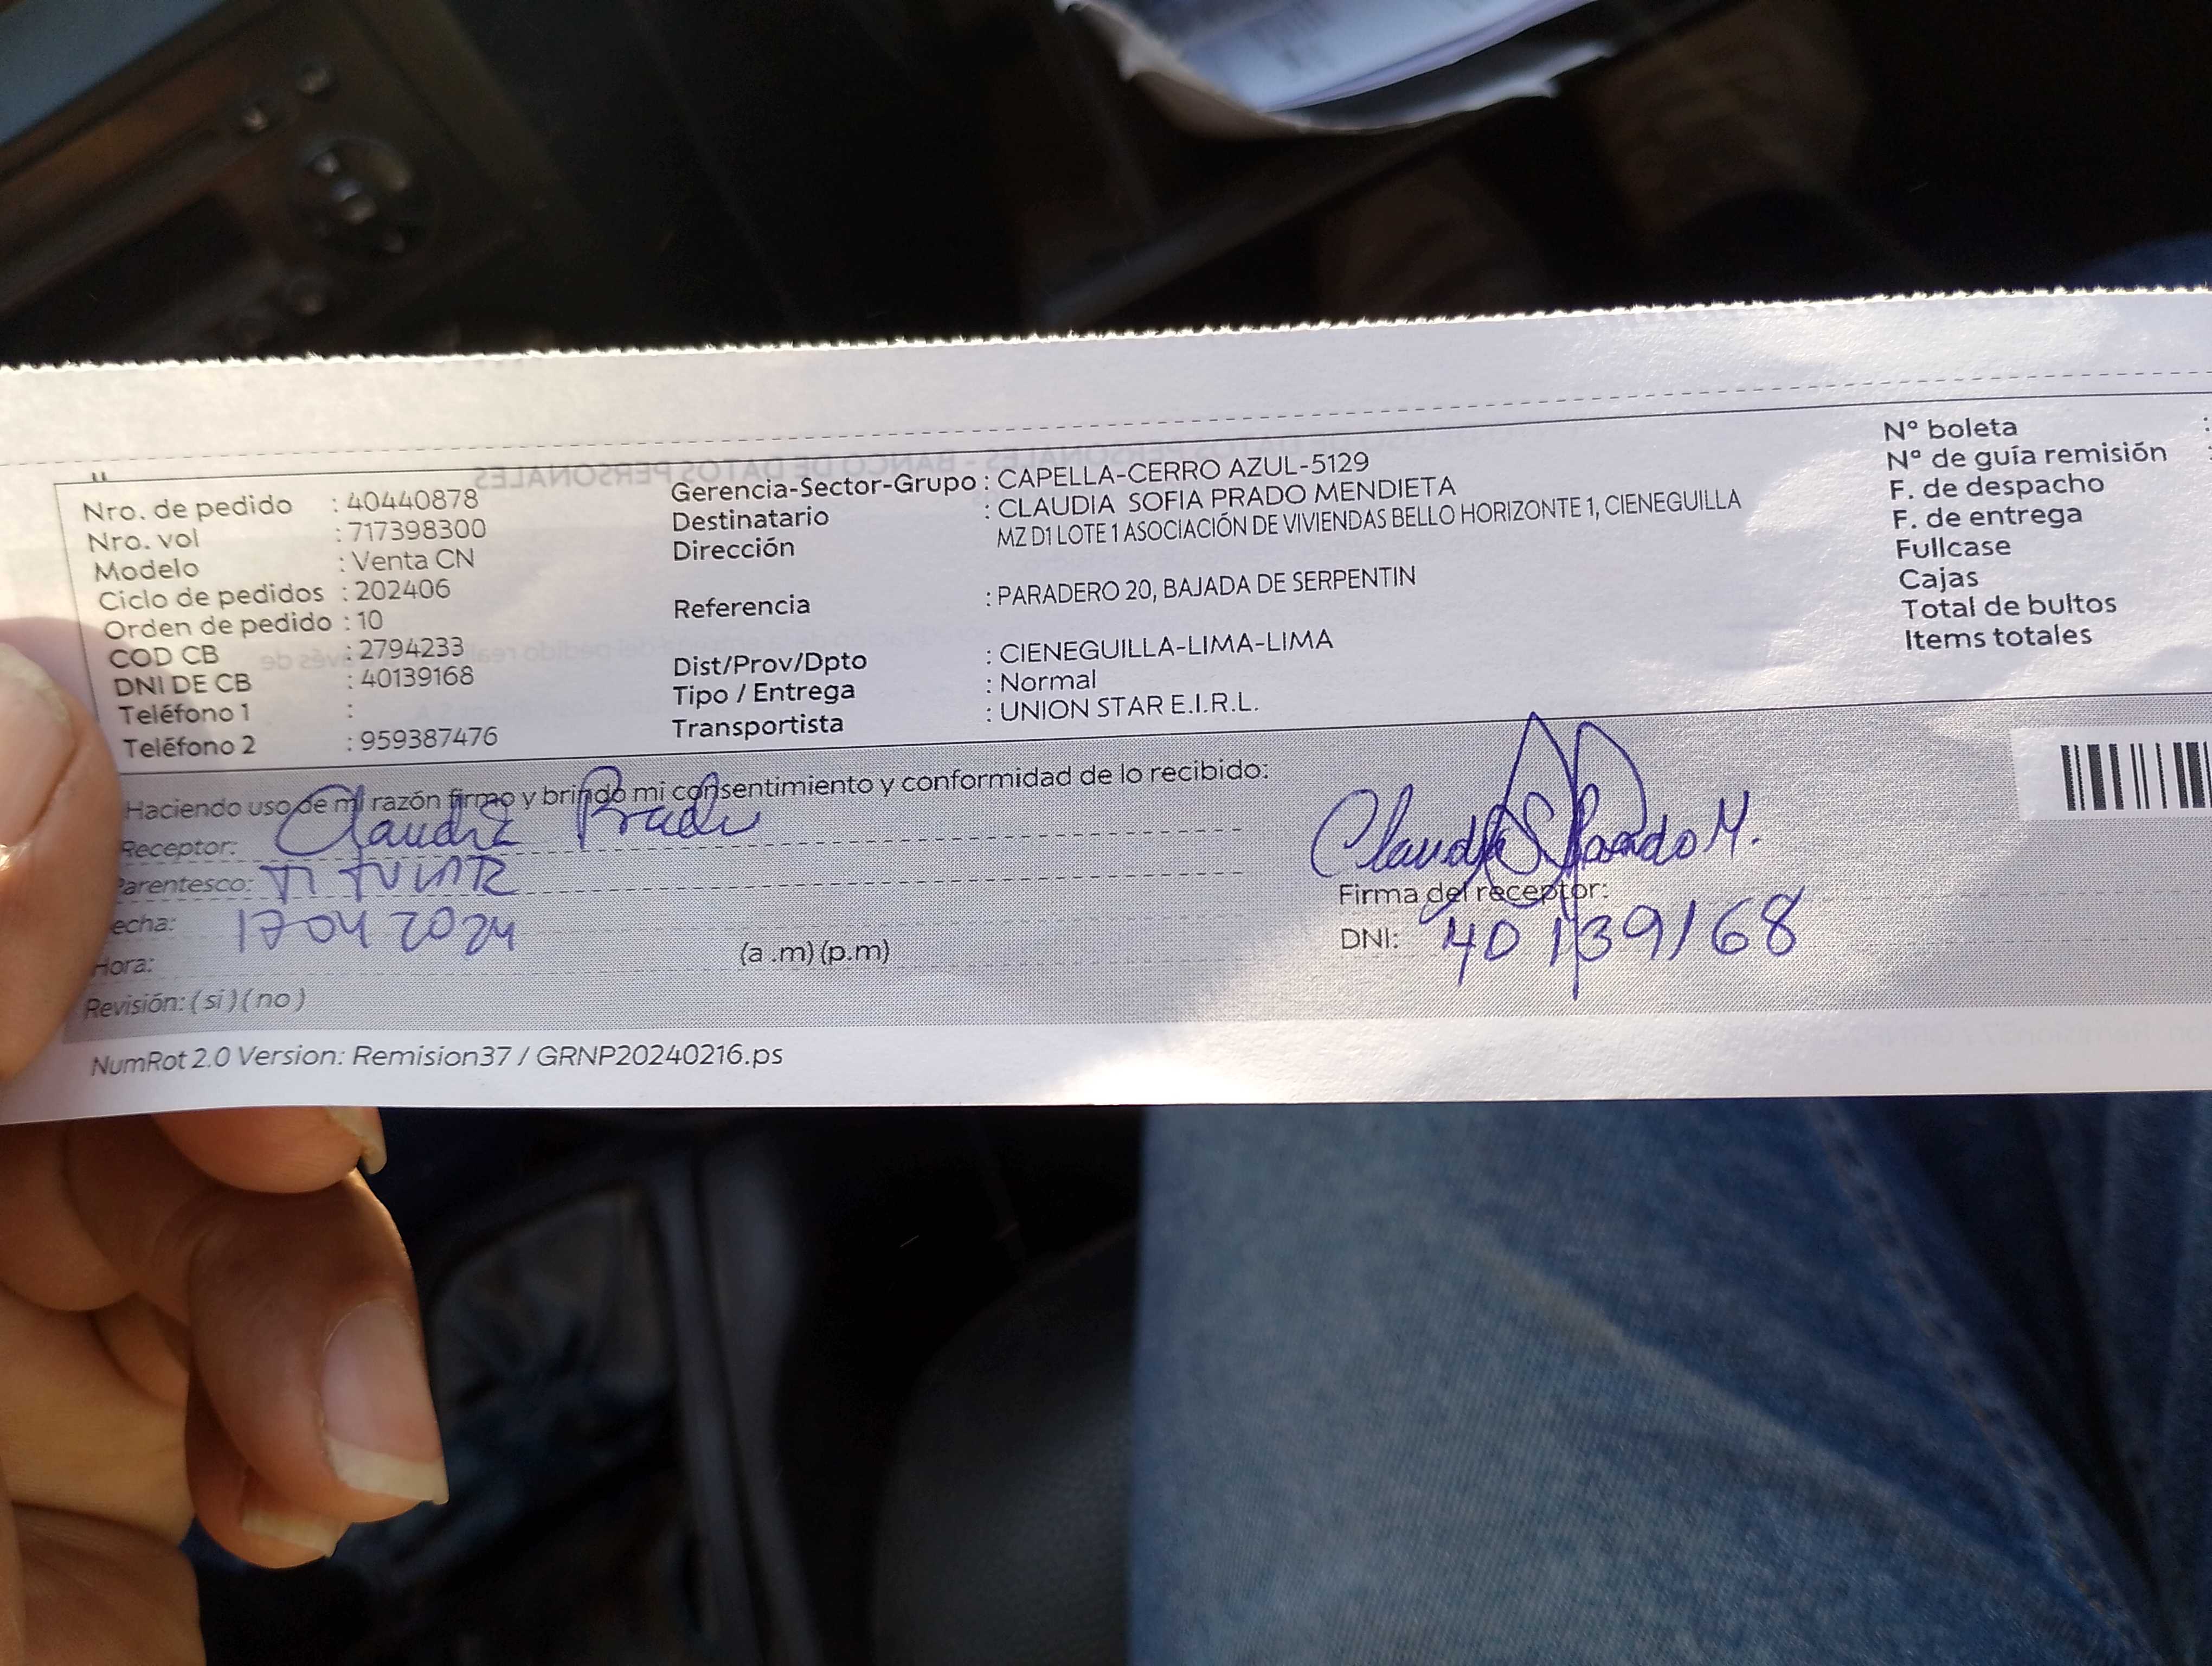 Nro. de pedido : 40440878
Nro. vol : 717398300
Modelo : Venta CN
Ciclo de pedidos : 202406
Orden de pedido : 10
COD CB : 2794233
DNI DE CB : 40139168
Teléfono 1 :
Teléfono 2 : 959387476
Gerencia-Sector-Grupo : CAPELLA-CERRO AZUL-5129
Destinatario : CLAUDIA SOFIA PRADO MENDIETA
Dirección MZ D1 LOTE 1 ASOCIACIÓN DE VIVIENDAS BELLO HORIZONTE 1, CIENEGUILLA
Referencia : PARADERO 20, BAJADA DE SERPENTIN
Dist/Prov/Dpto : CIENEGUILLA-LIMA-LIMA
Tipo / Entrega : Normal
Transportista : UNION STAR E.I.R.L.
N° boleta :
N° de guía remisión :
F. de despacho
F. de entrega
Fullcase
Cajas
Total de bultos
Items totales
Haciendo uso de mi razón firmo y brindo mi consentimiento y conformidad de lo recibido:
Receptor: Claudia Prado
Parentesco: TITULAR
echa: 17 04 2024
Hora: (a .m) (p.m)
Revisión: ( si ) ( no )
Claudia S Prado M.
Firma del receptor:
DNI: 40139168
NumRot 2.0 Version: Remision37 / GRNP20240216.ps